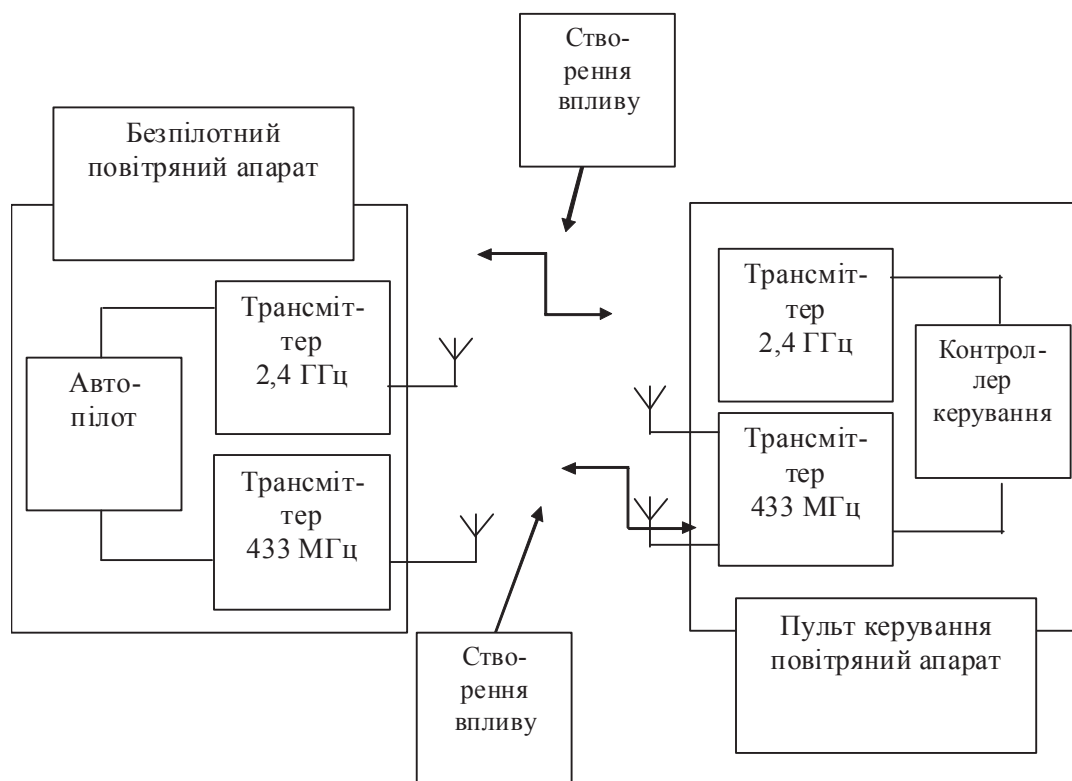 Ство-
рення
впливу
Безпілотний
повітряний апарат
Трансміт-
тер
2,4 ГГц
Авто-
пілот
Трансміт-
тер
433 МГц
Трансміт-
тер
2,4 ГГц
Контрол-
лер
керування
Трансміт-
тер
433 МГц
Ство-
рення
впливу
Пульт керування
повітряний апарат